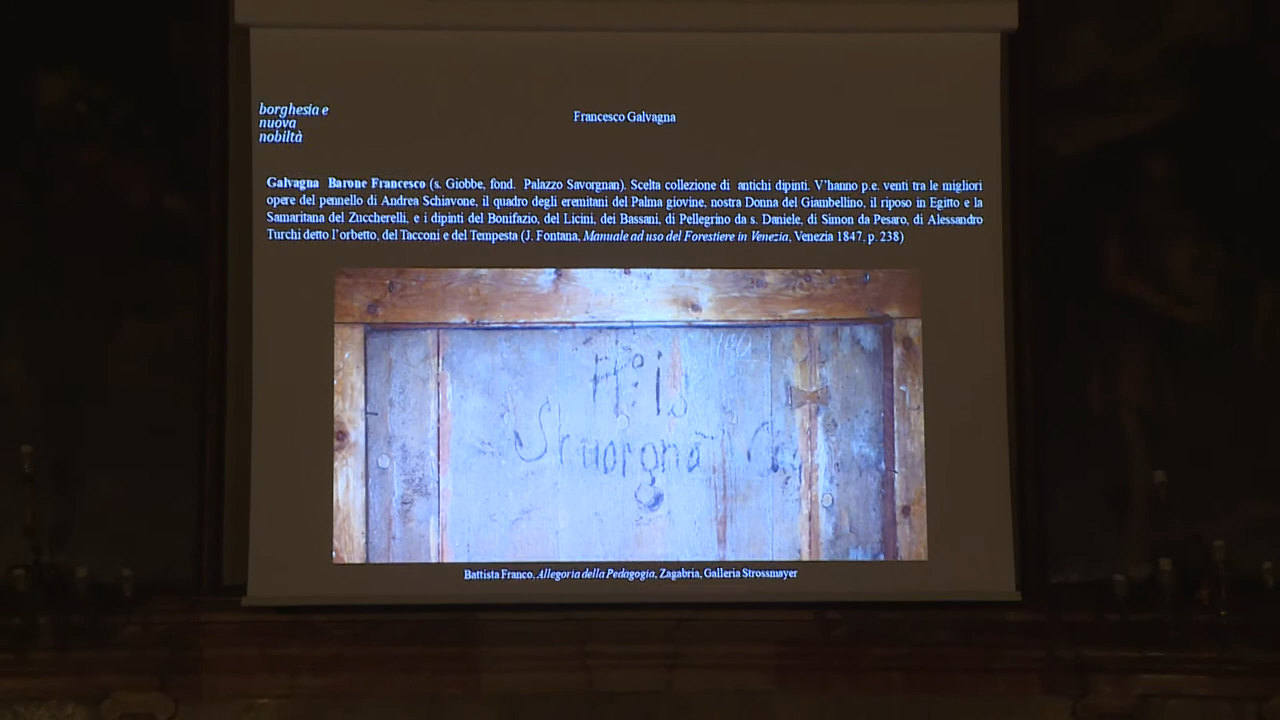 borghesia e
nuova
nobiltà
Francesco Galvagna
Galvagna Barone Francesco (s. Giobbe, fond. Palazzo Savorgnan). Scelta collezione di antichi dipinti. V'hanno p.e. venti tra le migliori
opere del pennello di Andrea Schiavone, il quadro degli eremitani del Palma giovine, nostra Donna del Giambellino, il riposo in Egitto e la
Samaritana del Zuccherelli, e i dipinti del Bonifazio, del Licini, dei Bassani, di Pellegrino da s. Daniele, di Simon da Pesaro, di Alessandro
Turchi detto l'orbetto, del Tacconi e del Tempesta (J. Fontana, Manuale ad uso del Forestiere in Venezia, Venezia 1847, p. 238)
Battista Franco, Allegoria della Pedagogia, Zagabria, Galleria Strossmayer